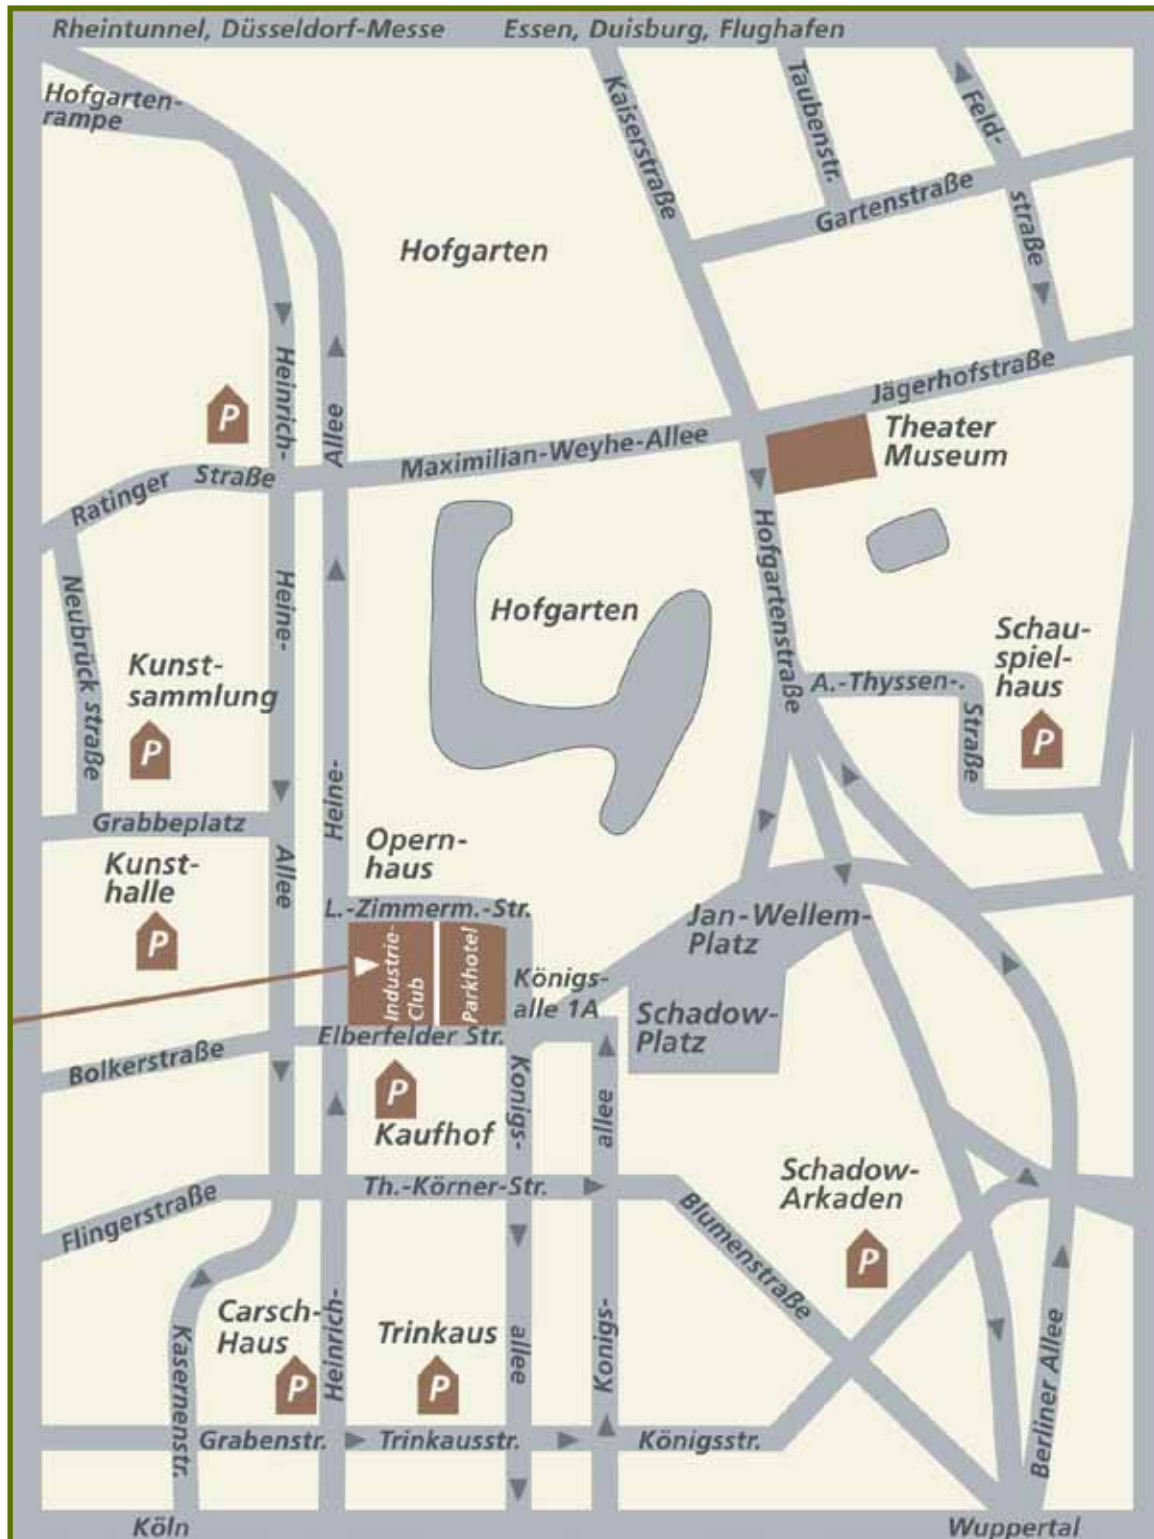 Rheintunnel, Düsseldorf-Messe
Essen, Duisburg, Flughafen
Hofgarten-
rampe
Kaiserstraße
Taubenstr.
Feld-
straße
Gartenstraße
Hofgarten
Heinrich-
Allee
Jägerhofstraße
P
Maximilian-Weyhe-Allee
Theater
Museum
Ratinger Straße
Hofgartenstraße
Neubrück straße
Heine-
Hofgarten
Schau-
spiel-
haus
Kunst-
sammlung
A.-Thyssen-.
Straße
P
P
Heine-
Grabbeplatz
Allee
Opern-
haus
Kunst-
halle
P
L.-Zimmerm.-Str.
Jan-Wellem-
Platz
Industrie-
Club
Parkhotel
Königs-
alle 1A
Schadow-
Platz
Elberfelder Str.
Bolkerstraße
P
Kaufhof
Konigs-
allee
Th.-Körner-Str.
Schadow-
Arkaden
P
Flingerstraße
Blumenstraße
Carsch-
Haus
P
Trinkaus
P
Kasernenstr.
Heinrich-
allee
Konigs-
Berliner Allee
Grabenstr.
Trinkausstr.
Königsstr.
Köln
Wuppertal